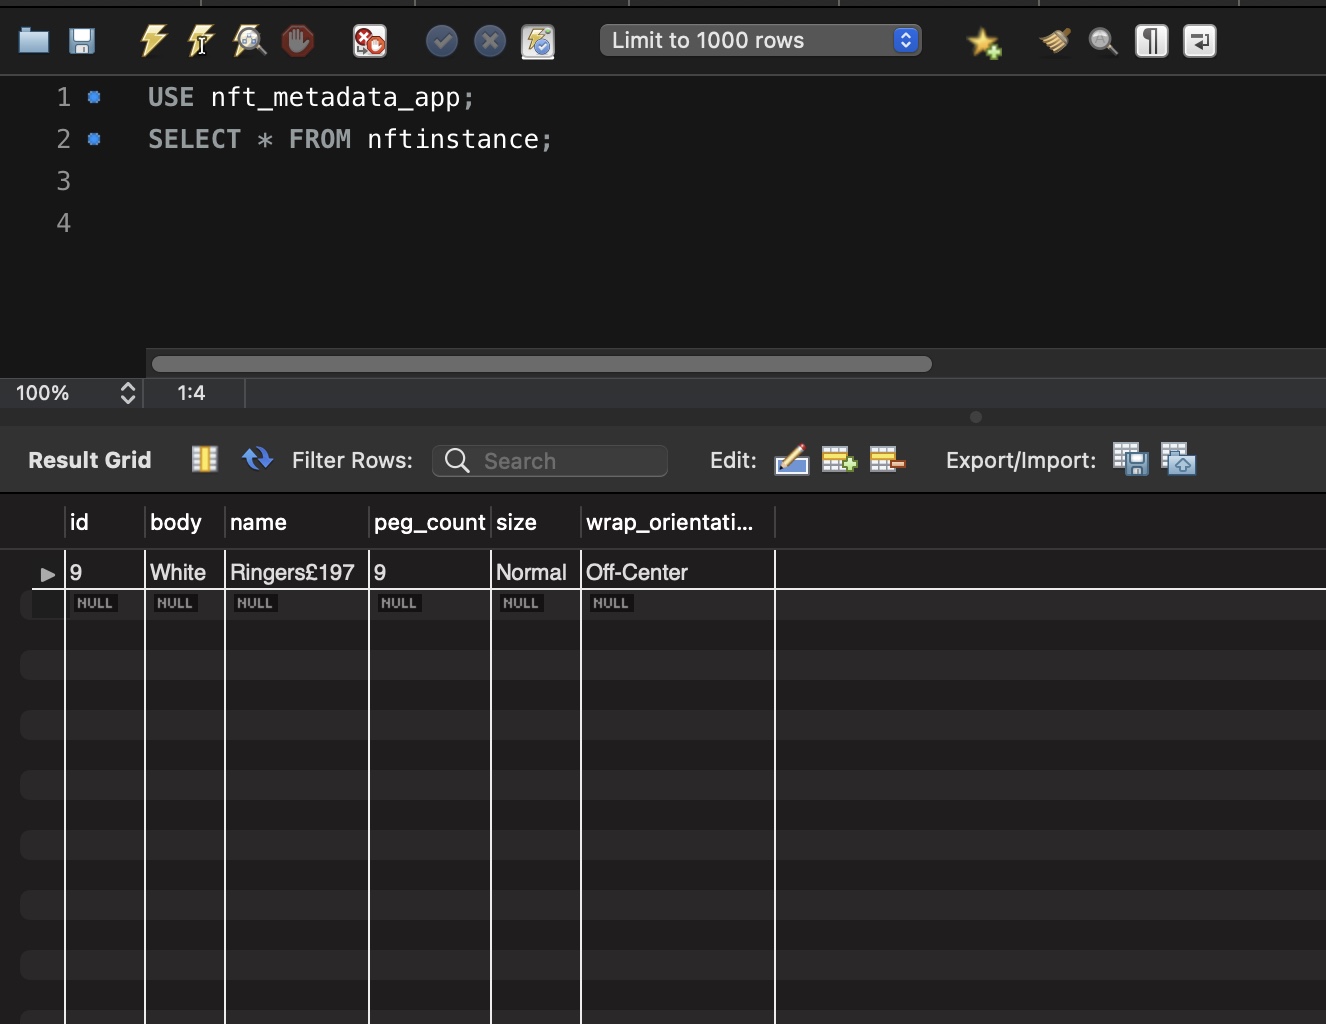 Limit to 1000 rows
1 USE nft_metadata_app;
2 SELECT * FROM nftinstance;
3
4
100% 1:4
Result Grid Filter Rows: Search Edit: Export/Import:
id body name peg_count size wrap_orientati...
9 White Ringers£197 9 Normal Off-Center
NULL NULL NULL NULL NULL NULL